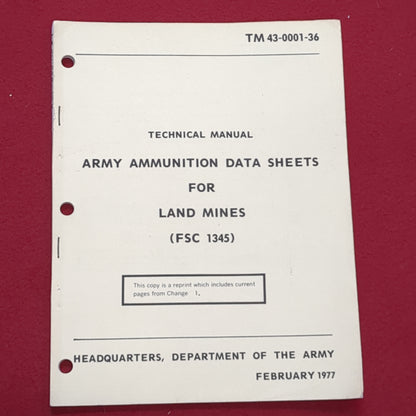 TM 43-0001-36
TECHNICAL MANUAL
ARMY AMMUNITION DATA SHEETS
FOR
LAND MINES
(FSC 1345)
This copy is a reprint which includes current
pages from Change 1.
HEADQUARTERS, DEPARTMENT OF THE ARMY
FEBRUARY 1977